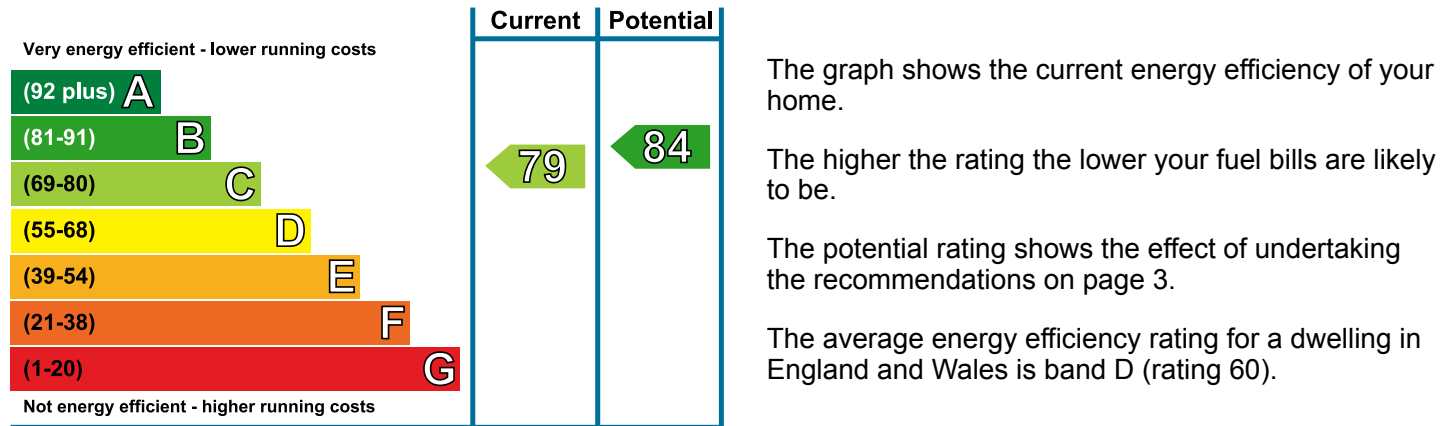 Current Potential
Very energy efficient - lower running costs
(92 plus) A
(81-91) B
(69-80) C
(55-68) D
(39-54) E
(21-38) F
(1-20) G
Not energy efficient - higher running costs
79
84
The graph shows the current energy efficiency of your
home.
The higher the rating the lower your fuel bills are likely
to be.
The potential rating shows the effect of undertaking
the recommendations on page 3.
The average energy efficiency rating for a dwelling in
England and Wales is band D (rating 60).